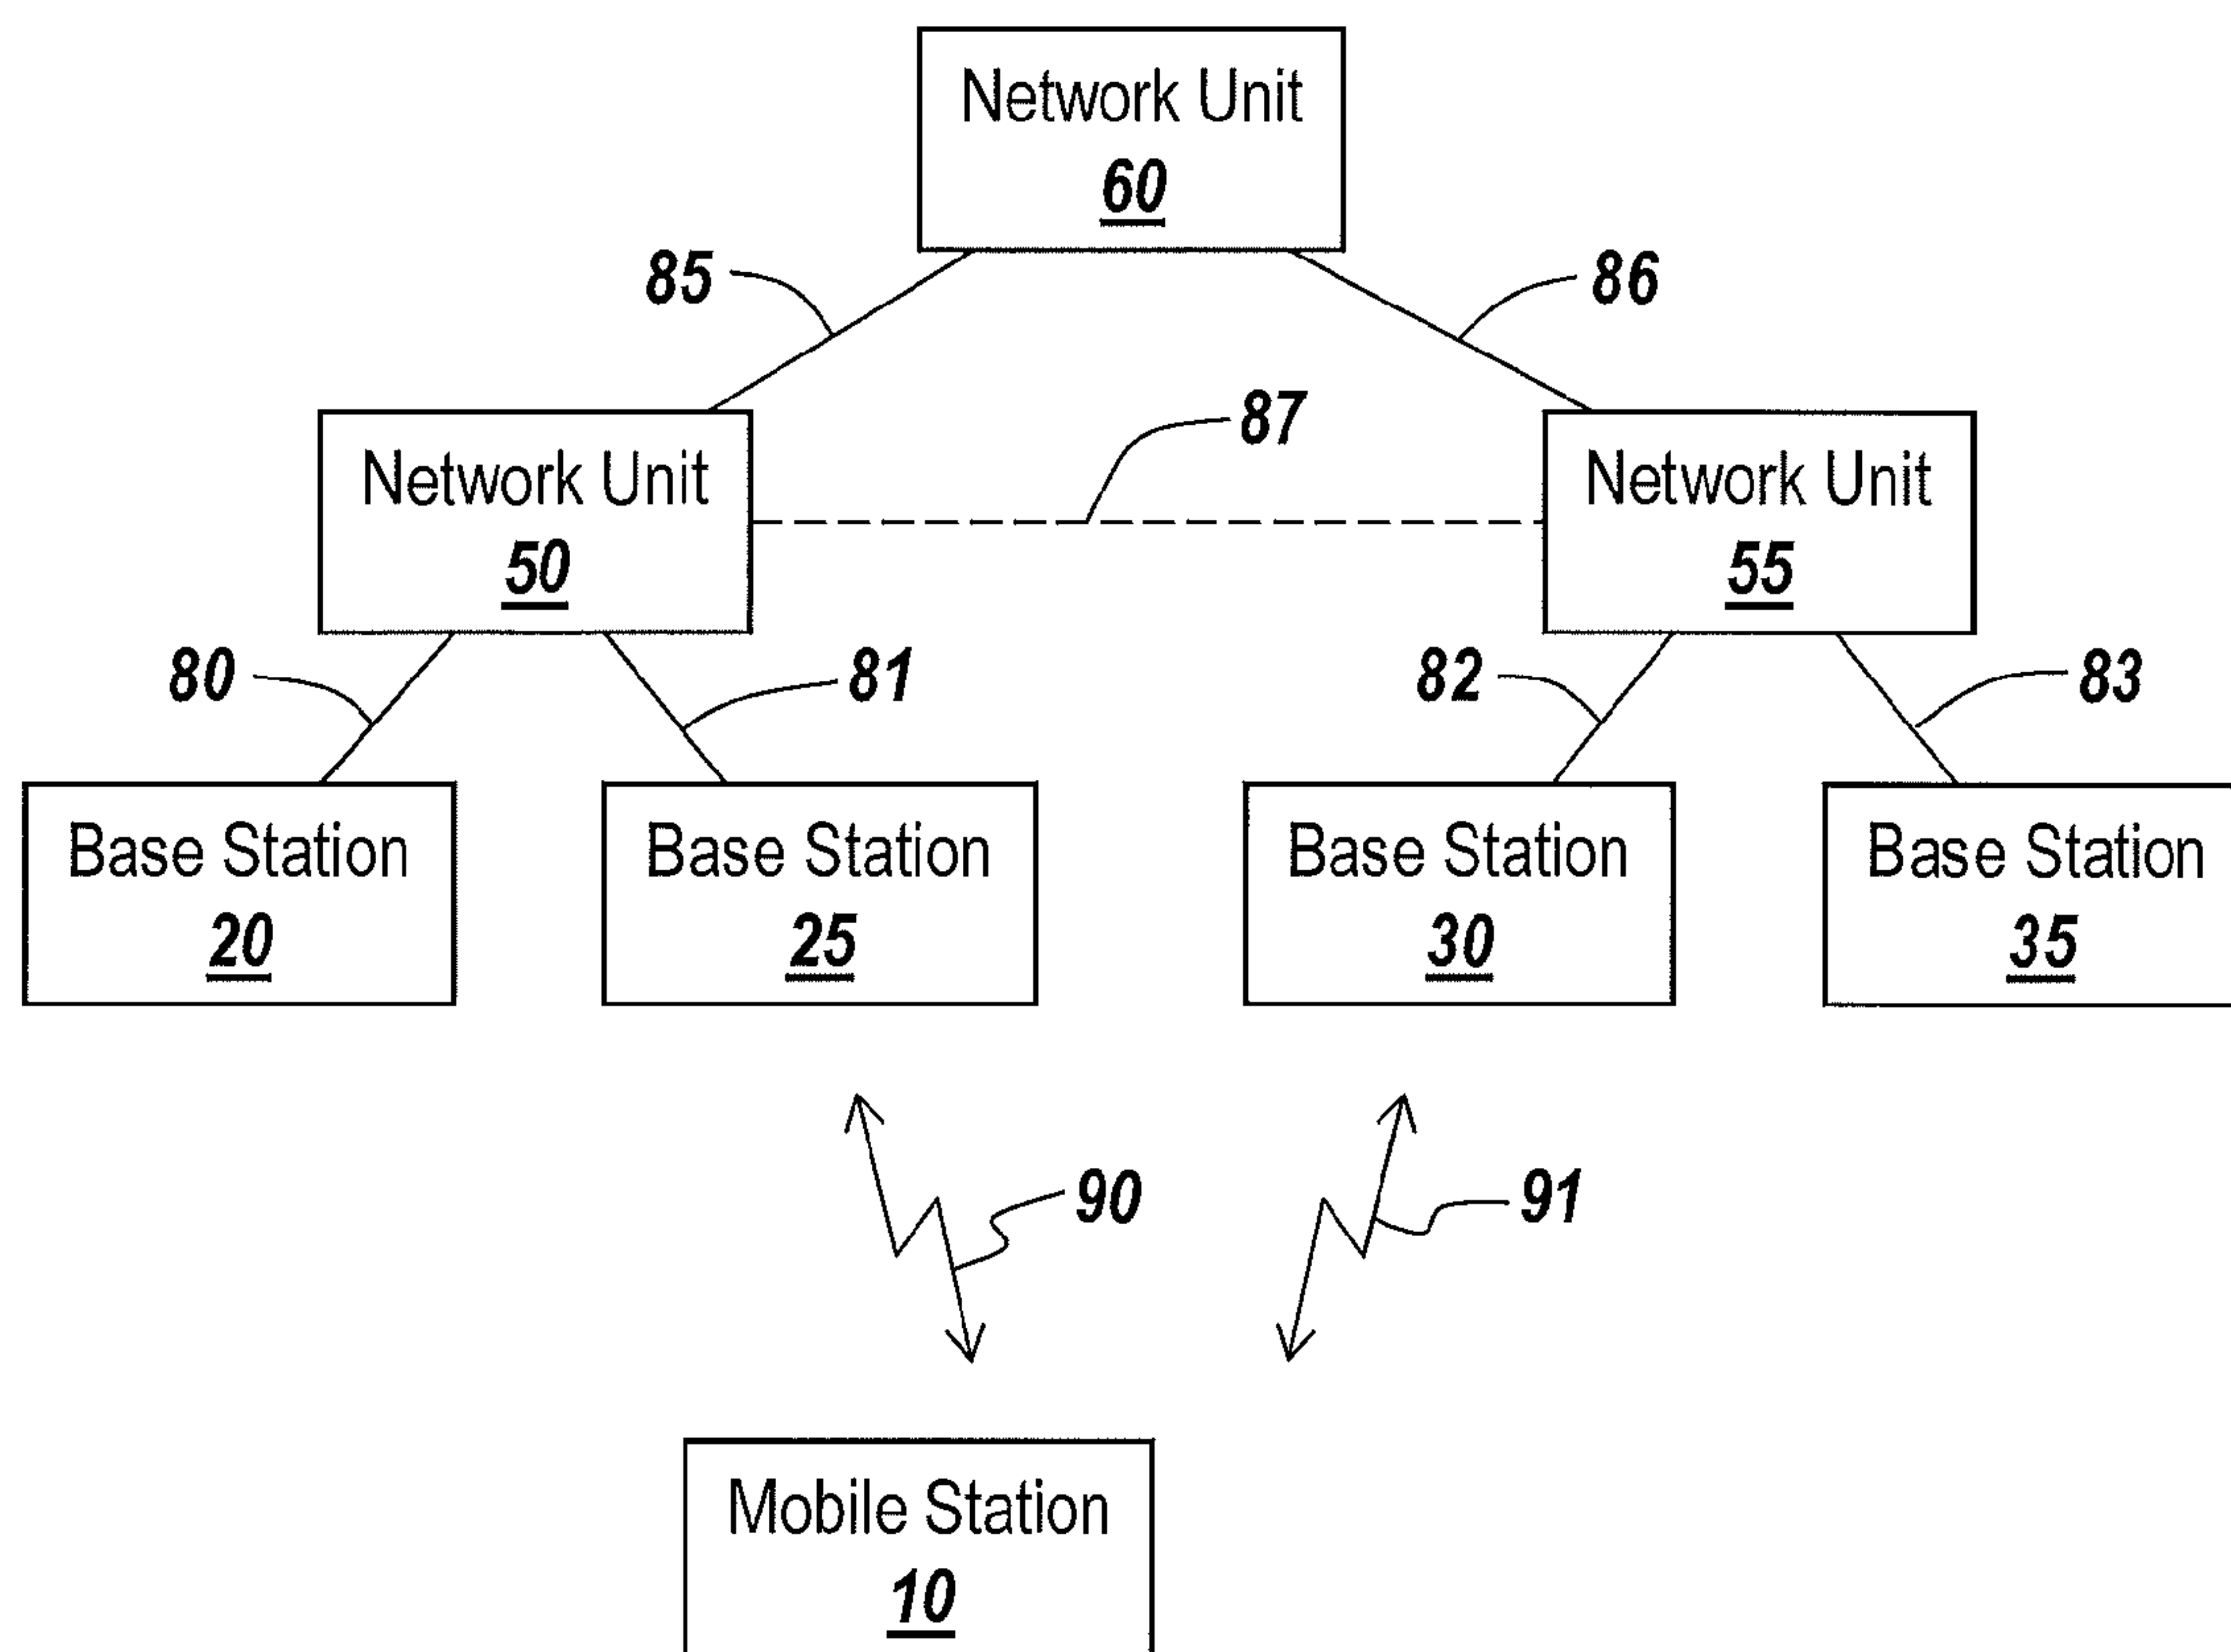 Network Unit
60
85
86
87
Network Unit
50
Network Unit
55
80
81
82
83
Base Station
20
Base Station
25
Base Station
30
Base Station
35
90
91
Mobile Station
10